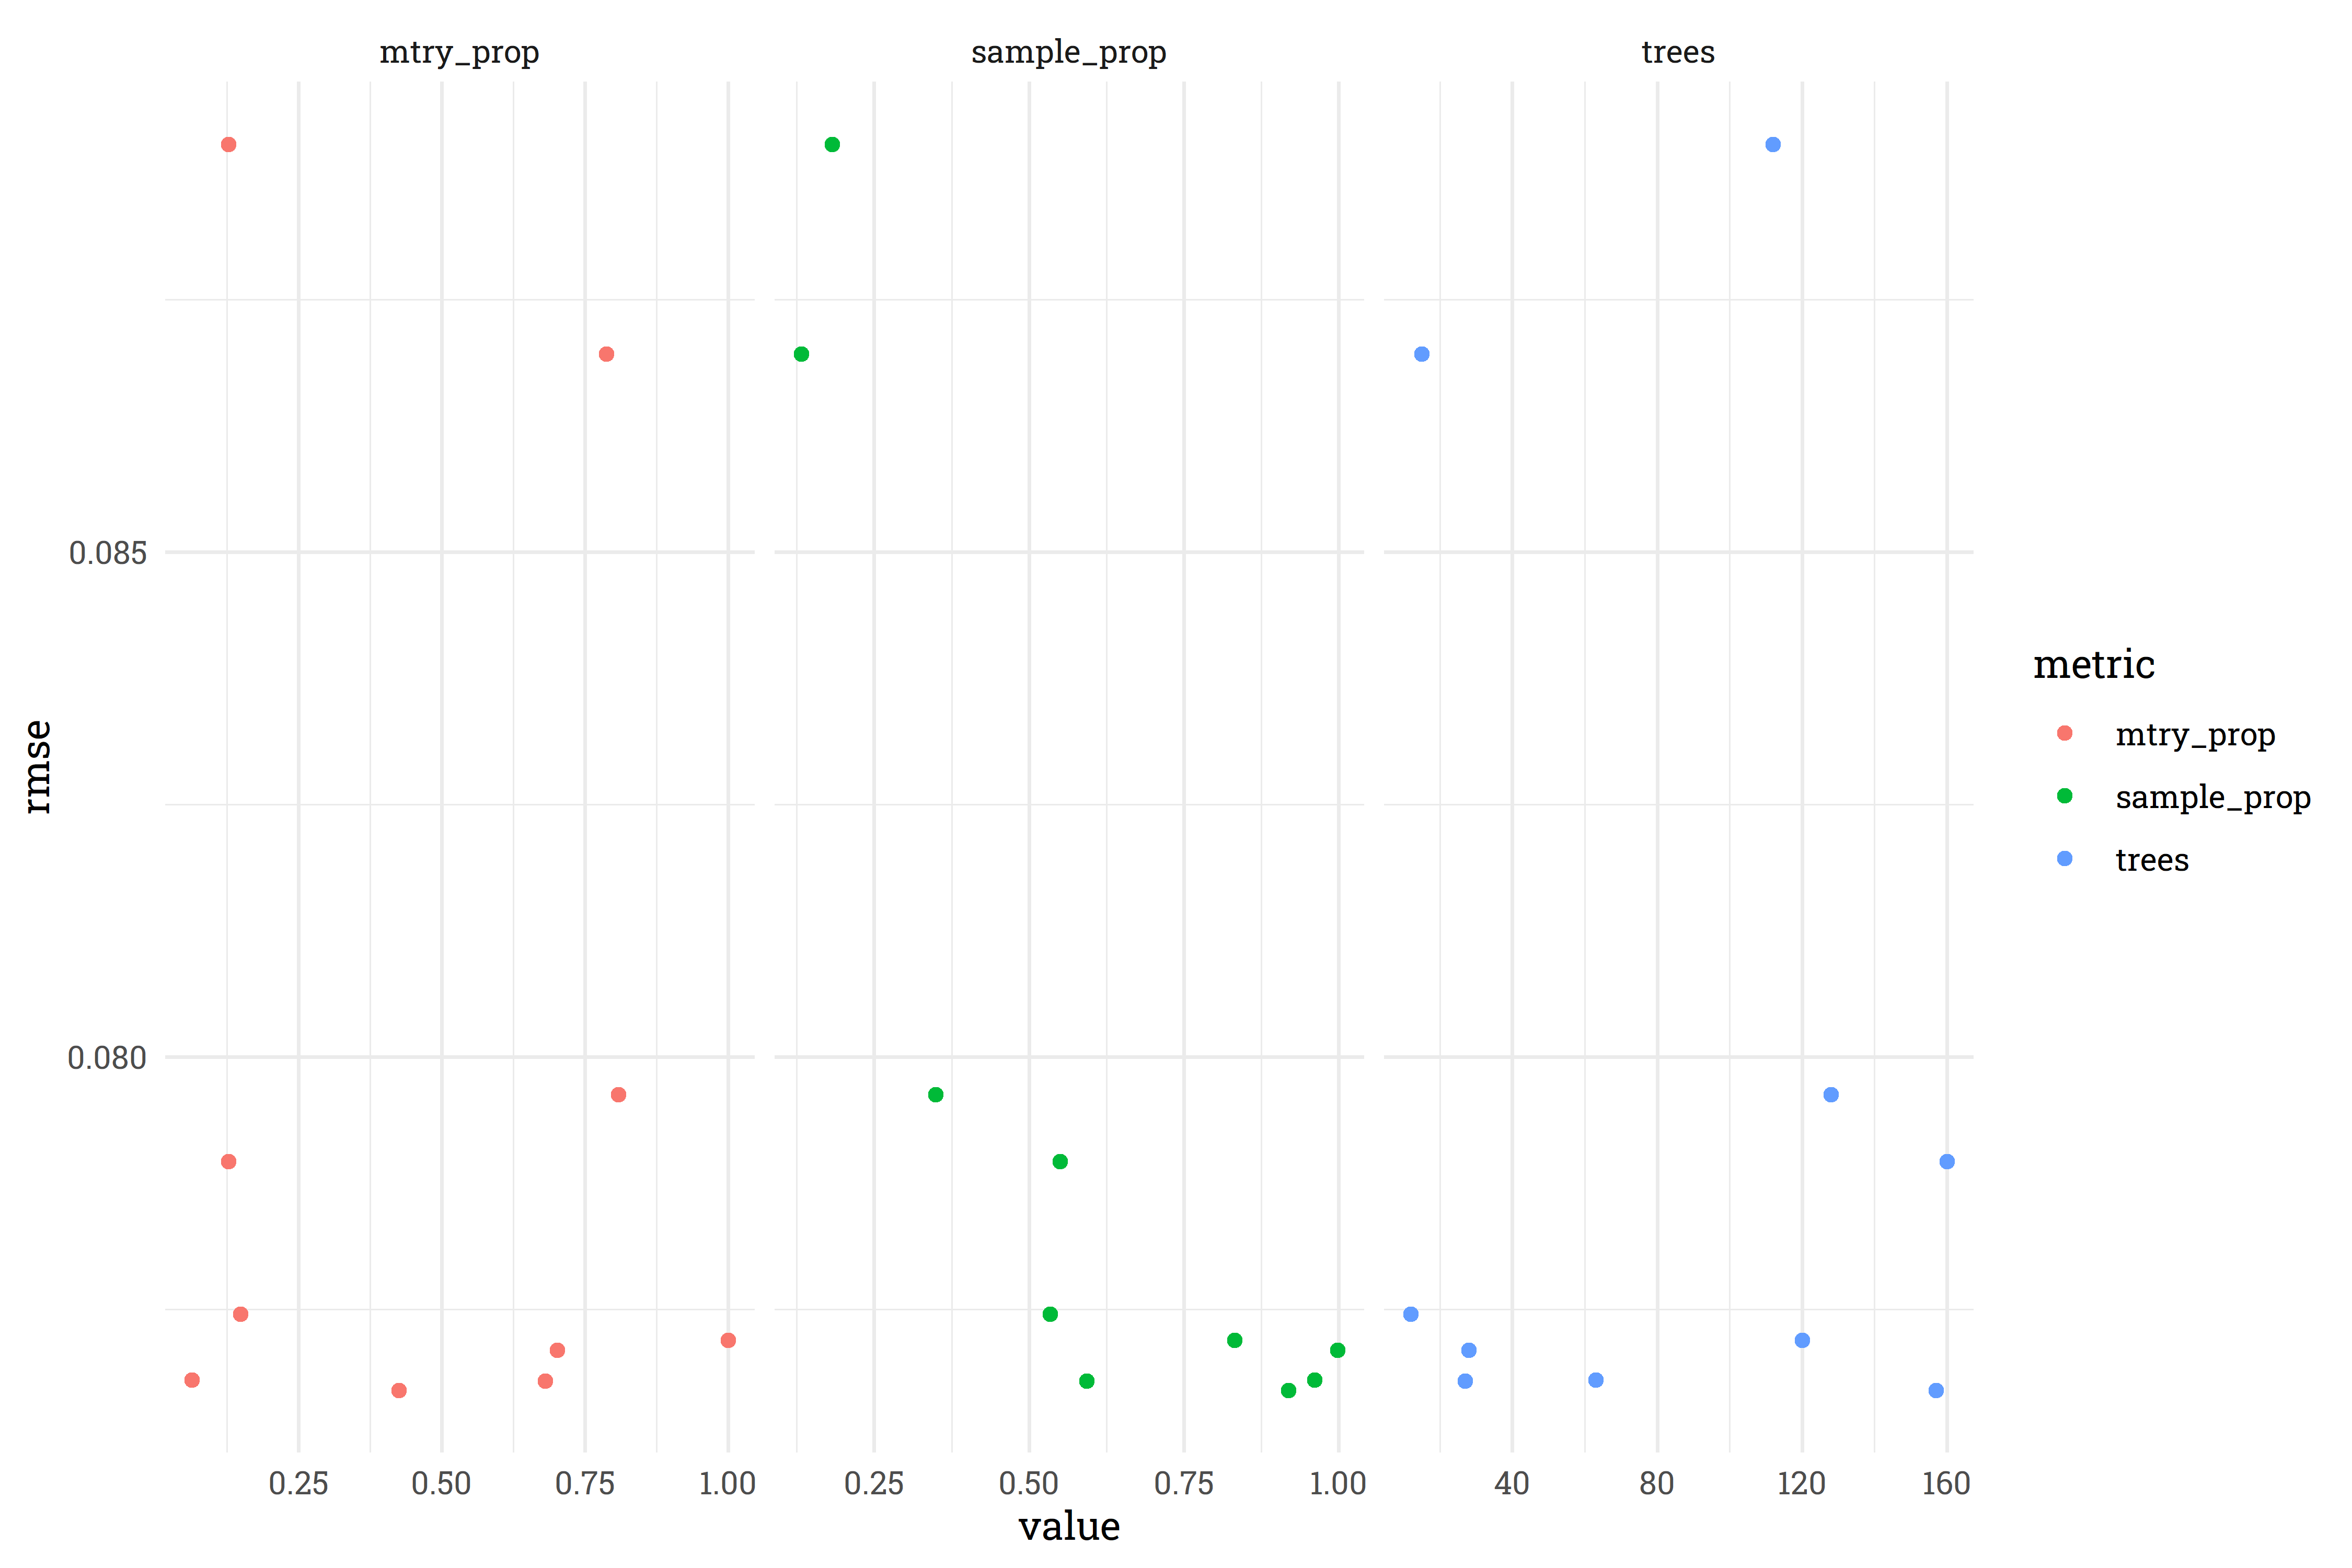 mtry_prop sample_prop trees
rmse
0.085
0.080
0.25 0.50 0.75 1.00 0.25 0.50 0.75 1.00 40 80 120 160
value
metric
mtry_prop
sample_prop
trees